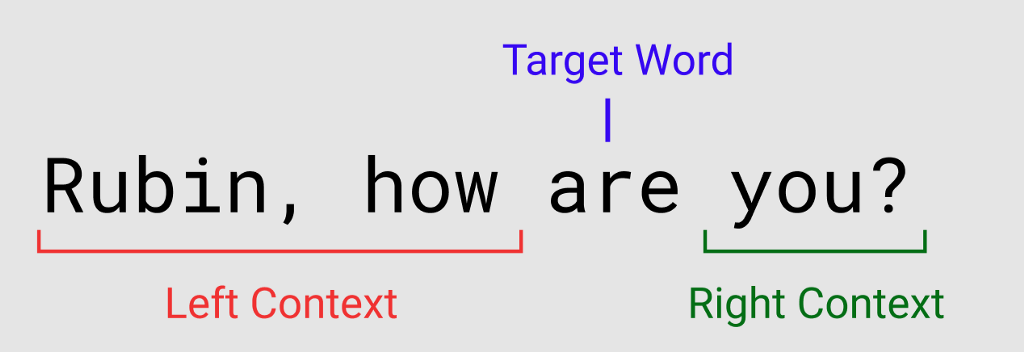 Target Word
Rubin, how are you?
Left Context
Right Context